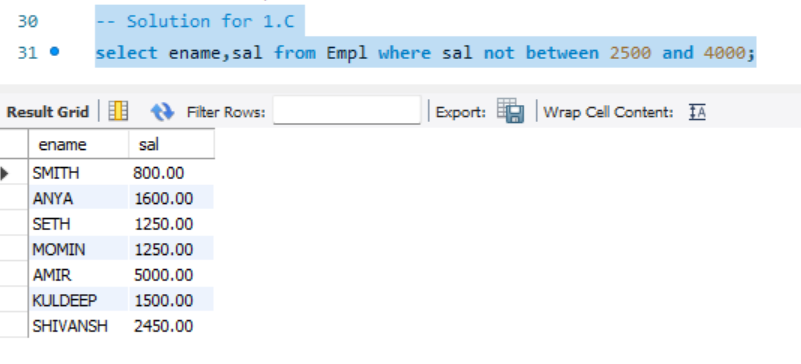 30 -- Solution for 1.C
31 select ename,sal from Empl where sal not between 2500 and 4000;
Result Grid Filter Rows: Export: Wrap Cell Content: IA
ename sal
SMITH 800.00
ANYA 1600.00
SETH 1250.00
MOMIN 1250.00
AMIR 5000.00
KULDEEP 1500.00
SHIVANSH 2450.00